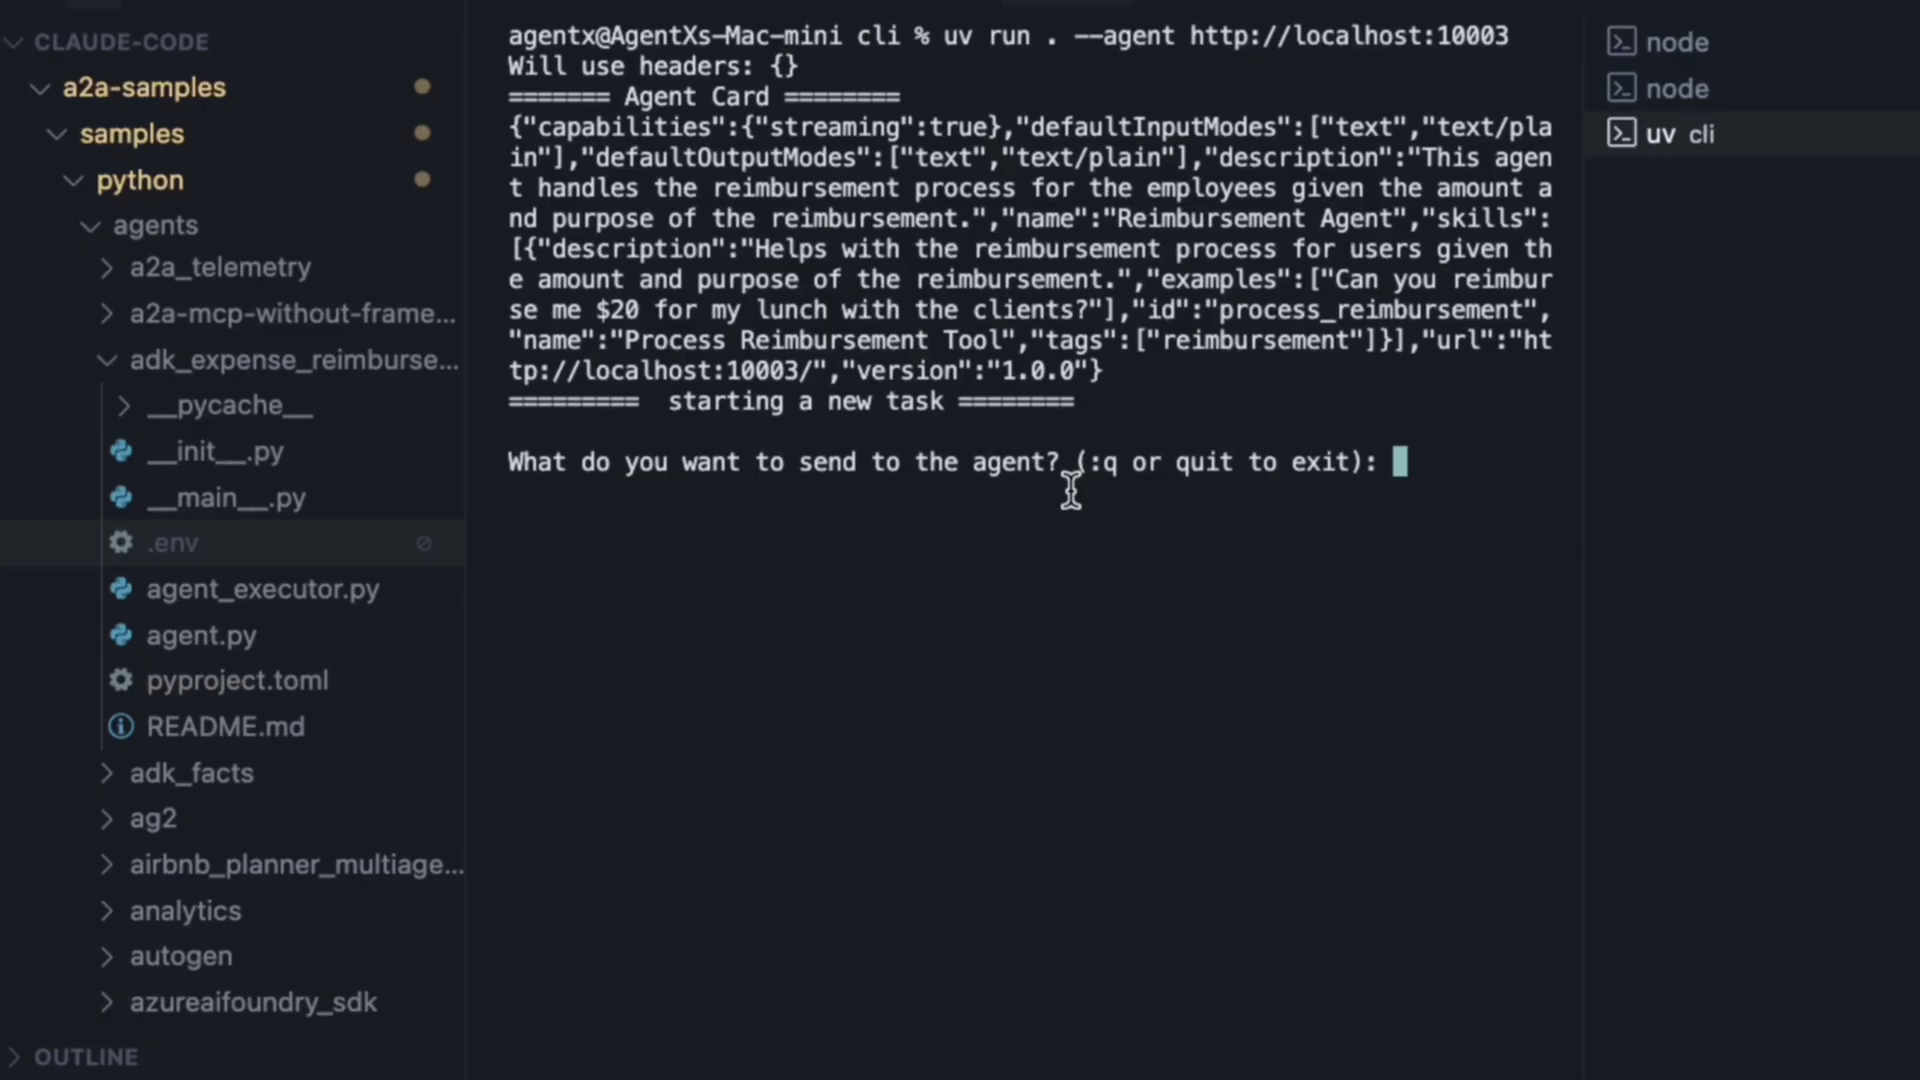 CLAUDE-CODE
a2a-samples
samples
python
agents
a2a_telemetry
a2a-mcp-without-frame...
adk_expense_reimburse...
__pycache__
__init__.py
__main__.py
.env
agent_executor.py
agent.py
pyproject.toml
README.md
adk_facts
ag2
airbnb_planner_multiage...
analytics
autogen
azureaifoundry_sdk
OUTLINE
agentx@AgentXs-Mac-mini cli % uv run . --agent http://localhost:10003
Will use headers: {}
======= Agent Card ========
{"capabilities":{"streaming":true},"defaultInputModes":["text","text/pla
in"],"defaultOutputModes":["text","text/plain"],"description":"This agen
t handles the reimbursement process for the employees given the amount a
nd purpose of the reimbursement.","name":"Reimbursement Agent","skills":
[{"description":"Helps with the reimbursement process for users given th
e amount and purpose of the reimbursement.","examples":["Can you reimbur
se me $20 for my lunch with the clients?"],"id":"process_reimbursement",
"name":"Process Reimbursement Tool","tags":["reimbursement"]}],"url":"ht
tp://localhost:10003/","version":"1.0.0"}
=========  starting a new task ========
What do you want to send to the agent? (:q or quit to exit):
node
node
uv cli